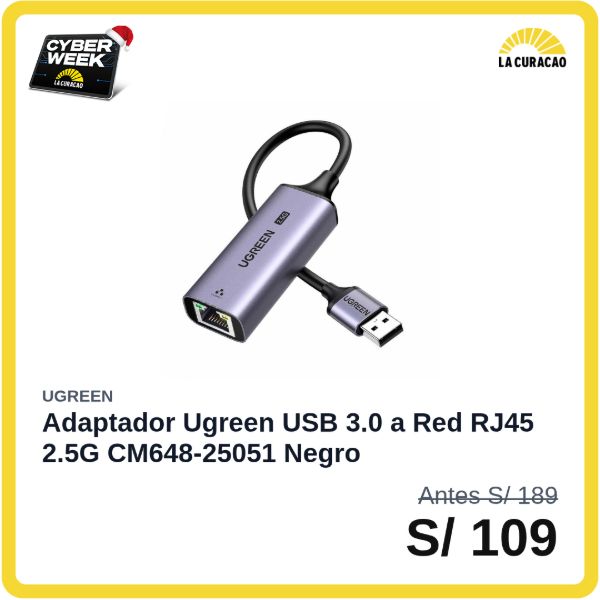 CYBER
WEEK
LA CURACAO
LA CURACAO
2.5G
UGREEN
UGREEN
UGREEN
Adaptador Ugreen USB 3.0 a Red RJ45
2.5G CM648-25051 Negro
Antes S/ 189
S/ 109